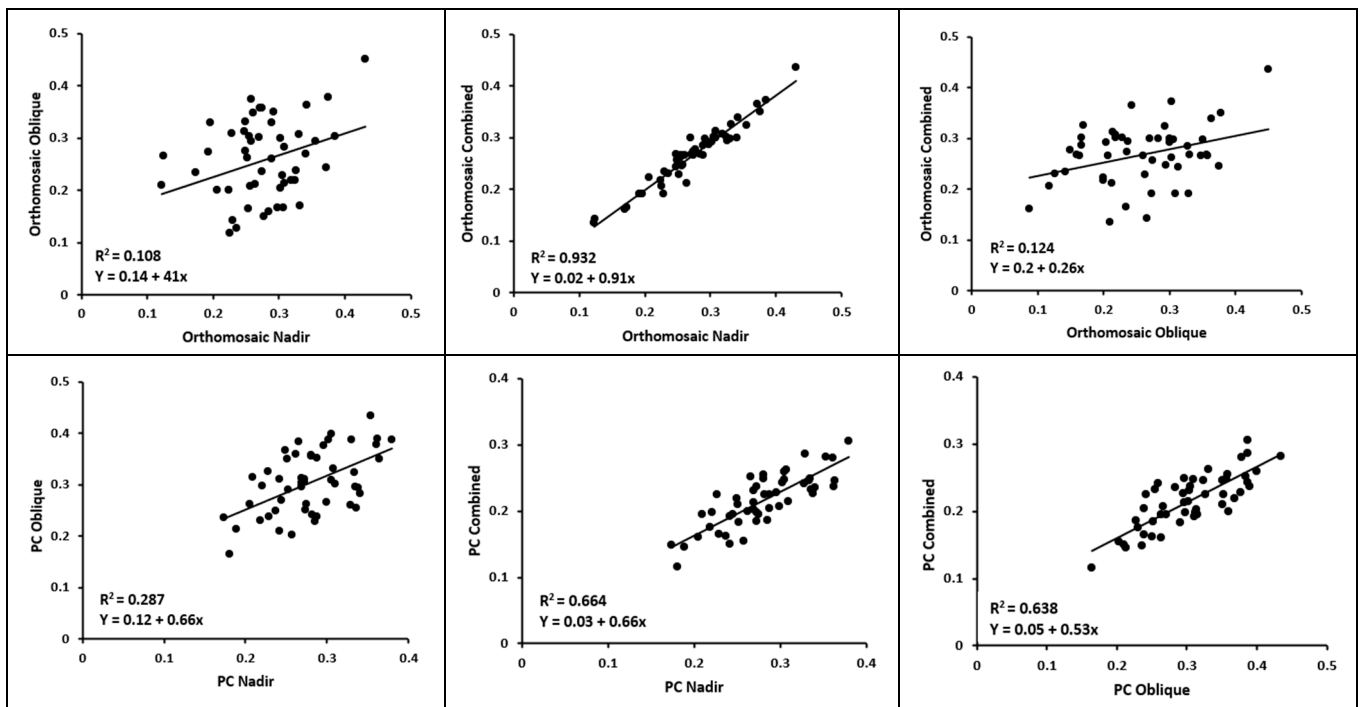 0.5
0.4
0.3
0.2
0.1
0
Orthomosaic Oblique
R² = 0.108
Y = 0.14 + 41x
0 0.1 0.2 0.3 0.4 0.5
Orthomosaic Nadir
0.5
0.4
0.3
0.2
0.1
0
Orthomosaic Combined
R² = 0.932
Y = 0.02 + 0.91x
0 0.1 0.2 0.3 0.4 0.5
Orthomosaic Nadir
0.5
0.4
0.3
0.2
0.1
0
Orthomosaic Combined
R² = 0.124
Y = 0.2 + 0.26x
0 0.1 0.2 0.3 0.4 0.5
Orthomosaic Oblique
0.5
0.4
0.3
0.2
0.1
0
PC Oblique
R² = 0.287
Y = 0.12 + 0.66x
0 0.1 0.2 0.3 0.4
PC Nadir
0.4
0.3
0.2
0.1
0
PC Combined
R² = 0.664
Y = 0.03 + 0.66x
0 0.1 0.2 0.3 0.4
PC Nadir
0.4
0.3
0.2
0.1
0
PC Combined
R² = 0.638
Y = 0.05 + 0.53x
0 0.1 0.2 0.3 0.4 0.5
PC Oblique